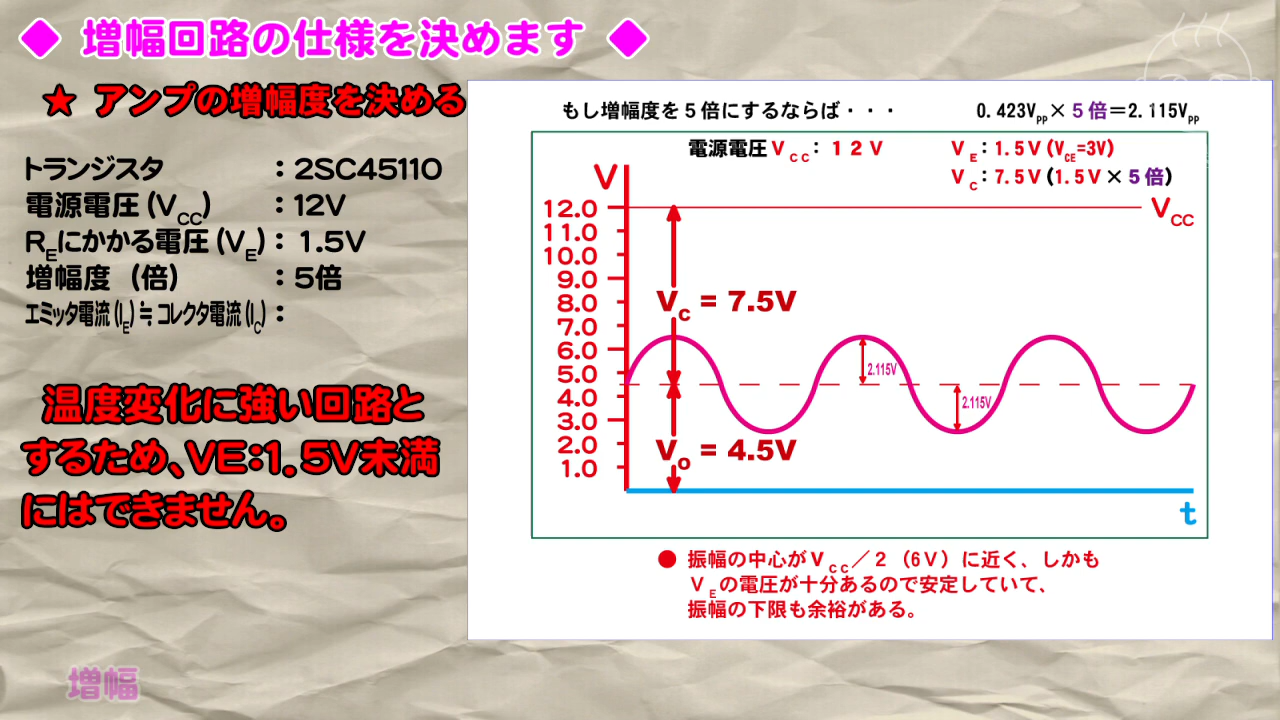 ◆ 増幅回路の仕様を決めます ◆
★ アンプの増幅度を決める
トランジスタ : 2SC45110
電源電圧(VCC) : 12V
REにかかる電圧(VE) : 1.5V
増幅度 (倍) : 5倍
エミッタ電流(IE)≒コレクタ電流(IC) :
温度変化に強い回路と
するため、VE:1.5V未満
にはできません。
もし増幅度を5倍にするならば・・・ 0.423VPP×5倍=2.115VPP
電源電圧VCC: 12V VE:1.5V(VCE=3V)
VC:7.5V(1.5V×5倍)
V
12.0 VCC
11.0
10.0
9.0
8.0 Vc = 7.5V
7.0
6.0
5.0 2.115V
4.0 2.115V
3.0
2.0 Vo = 4.5V
1.0
t
● 振幅の中心がVCC/2(6V)に近く、しかも
VEの電圧が十分あるので安定していて、
振幅の下限も余裕がある。
増幅